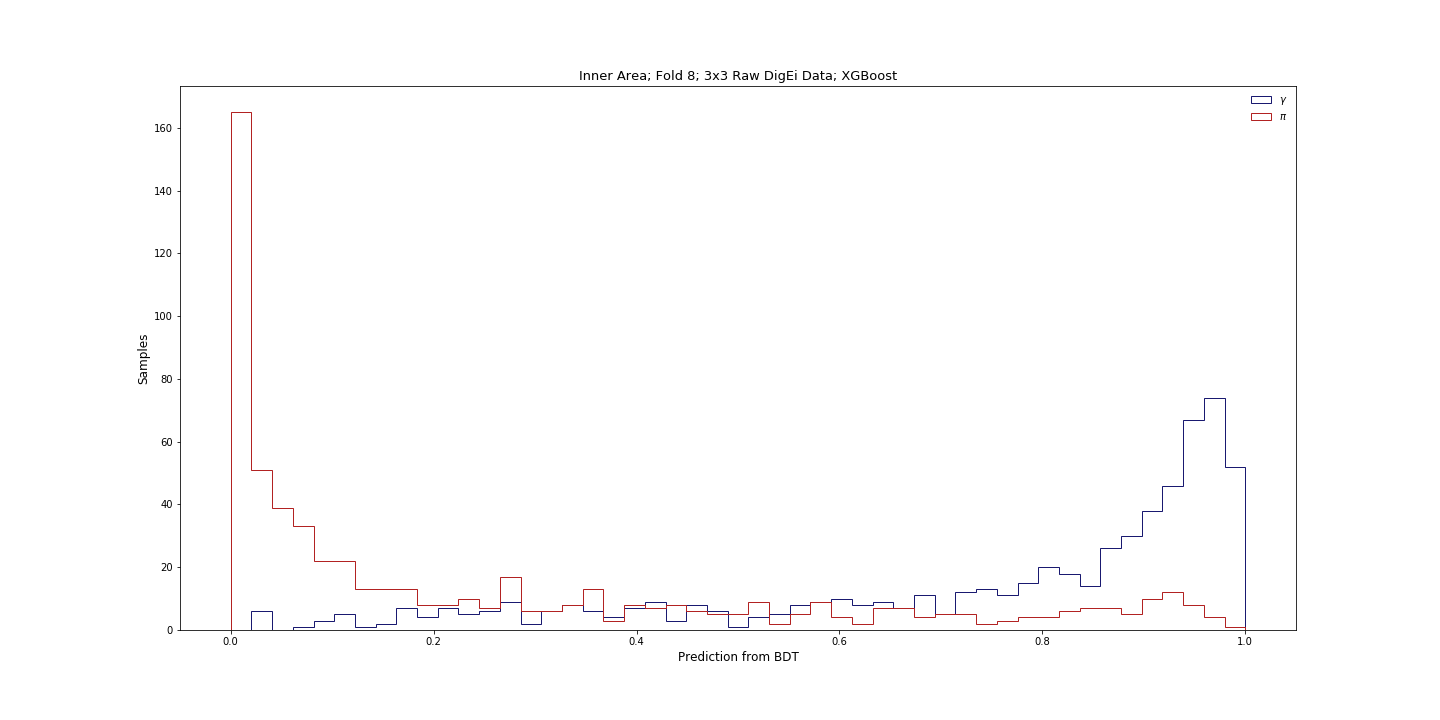 Inner Area; Fold 8; 3x3 Raw DigEi Data; XGBoost
γ
π
160
140
120
100
80
60
40
20
0
Samples
0.0 0.2 0.4 0.6 0.8 1.0
Prediction from BDT